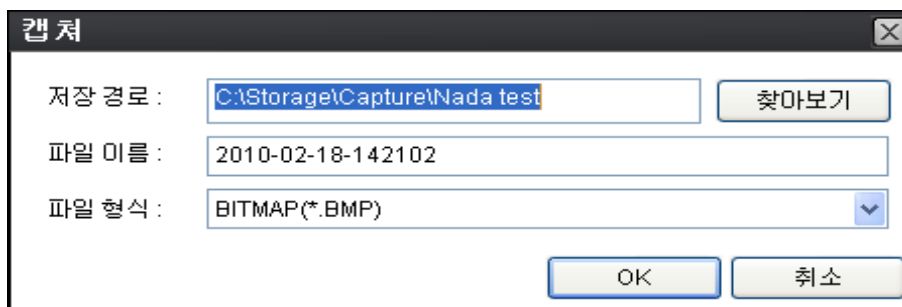 캡쳐
저장 경로 : C:\Storage\Capture\Nada test 찾아보기
파일 이름 : 2010-02-18-142102
파일 형식 : BITMAP(*.BMP)
OK 취소